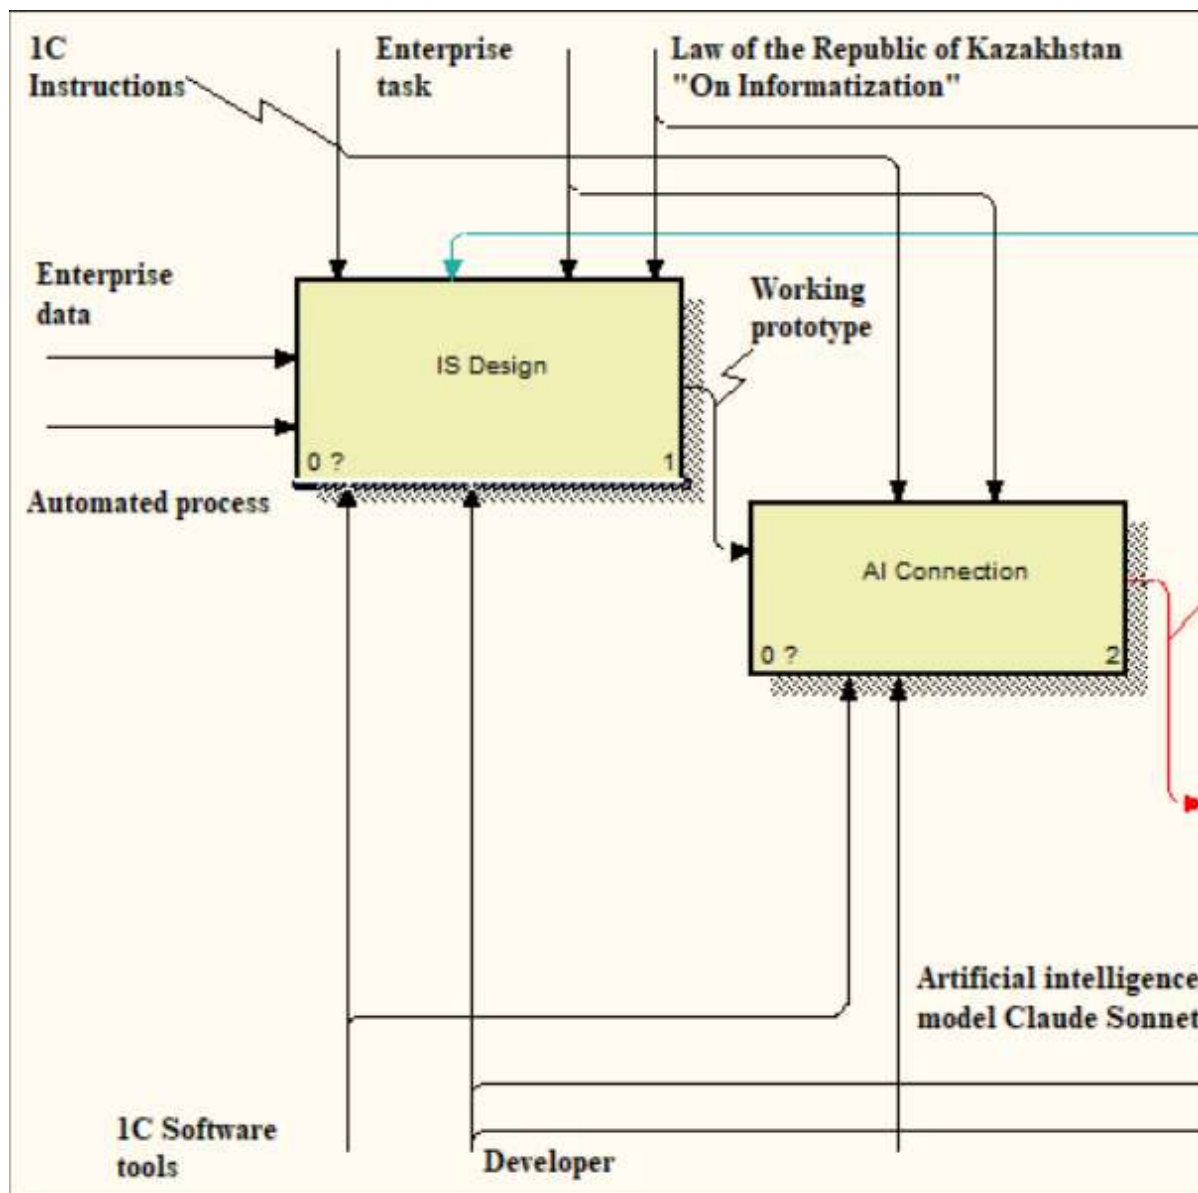 1C
Instructions
Enterprise
task
Law of the Republic of Kazakhstan
"On Informatization"
Enterprise
data
Working
prototype
IS Design
0 ?
1
Automated process
AI Connection
0 ?
2
Artificial intelligence
model Claude Sonnet
1C Software
tools
Developer